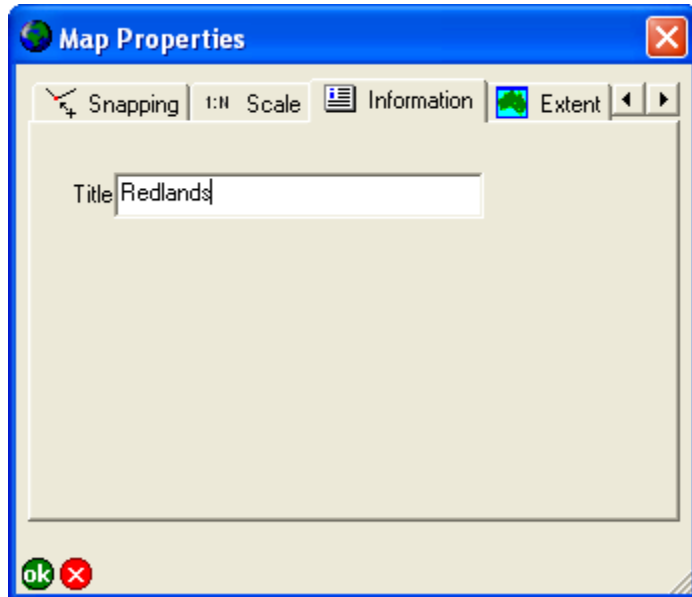 Map Properties
Snapping 1:N Scale Information Extent
Title Redlands
ok